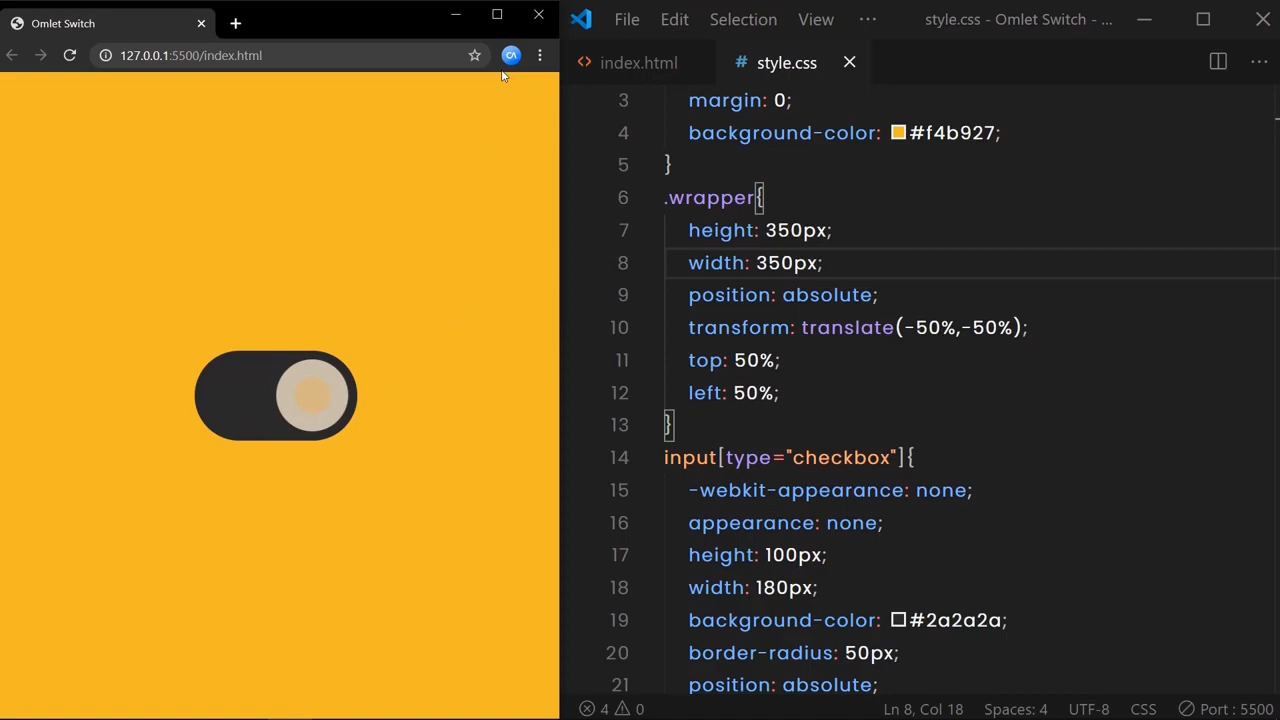 Omlet Switch
127.0.0.1:5500/index.html
CA
File Edit Selection View ··· style.css - Omlet Switch - ...
<> index.html # style.css
3 margin: 0;
4 background-color: #f4b927;
5 }
6 .wrapper{
7 height: 350px;
8 width: 350px;
9 position: absolute;
10 transform: translate(-50%,-50%);
11 top: 50%;
12 left: 50%;
13 }
14 input[type="checkbox"]{
15 -webkit-appearance: none;
16 appearance: none;
17 height: 100px;
18 width: 180px;
19 background-color: #2a2a2a;
20 border-radius: 50px;
21 position: absolute;
4 0 Ln 8, Col 18 Spaces: 4 UTF-8 CSS Port : 5500